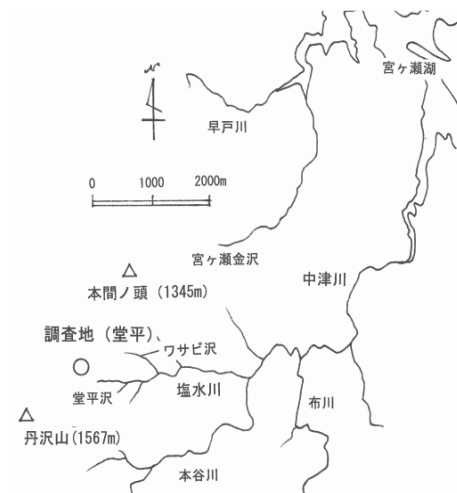 宮ヶ瀬湖
N
早戸川
0 1000 2000m
宮ヶ瀬金沢
中津川
本間ノ頭 (1345m)
調査地 (堂平)
ワサビ沢
堂平沢
塩水川
布川
丹沢山 (1567m)
本谷川